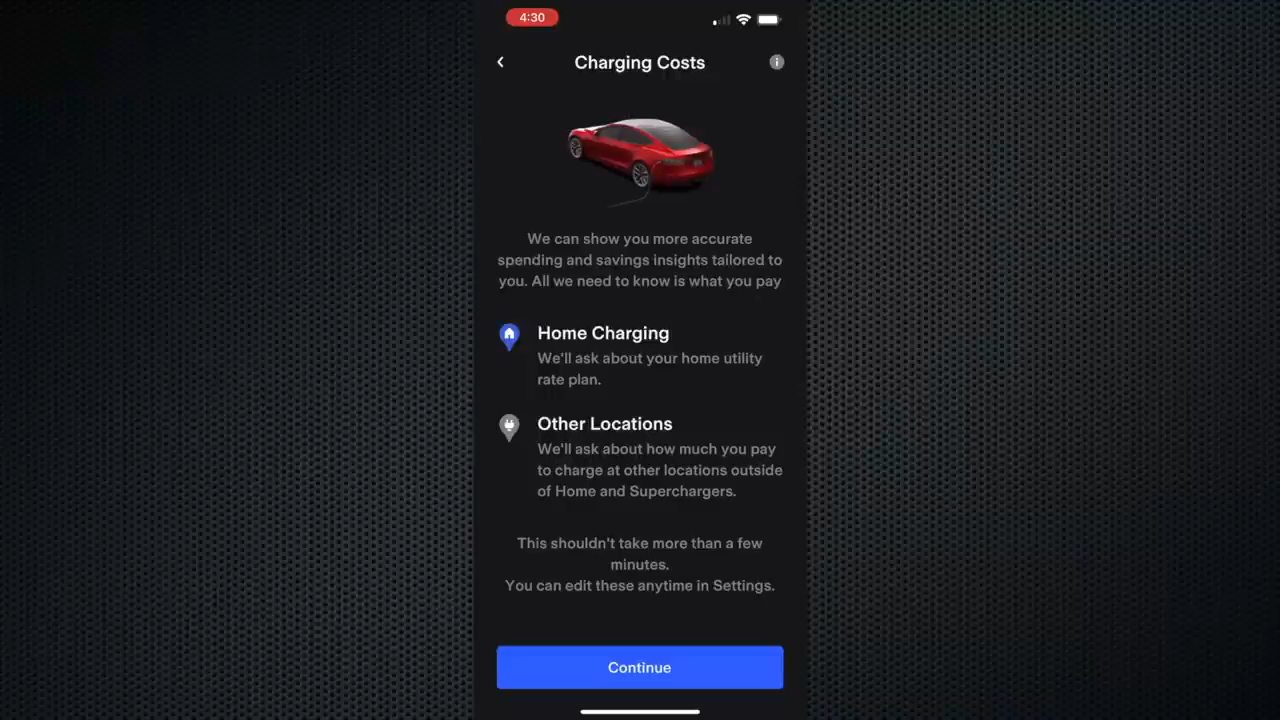 4:30
Charging Costs
We can show you more accurate
spending and savings insights tailored to
you. All we need to know is what you pay
Home Charging
We'll ask about your home utility
rate plan.
Other Locations
We'll ask about how much you pay
to charge at other locations outside
of Home and Superchargers.
This shouldn't take more than a few
minutes.
You can edit these anytime in Settings.
Continue